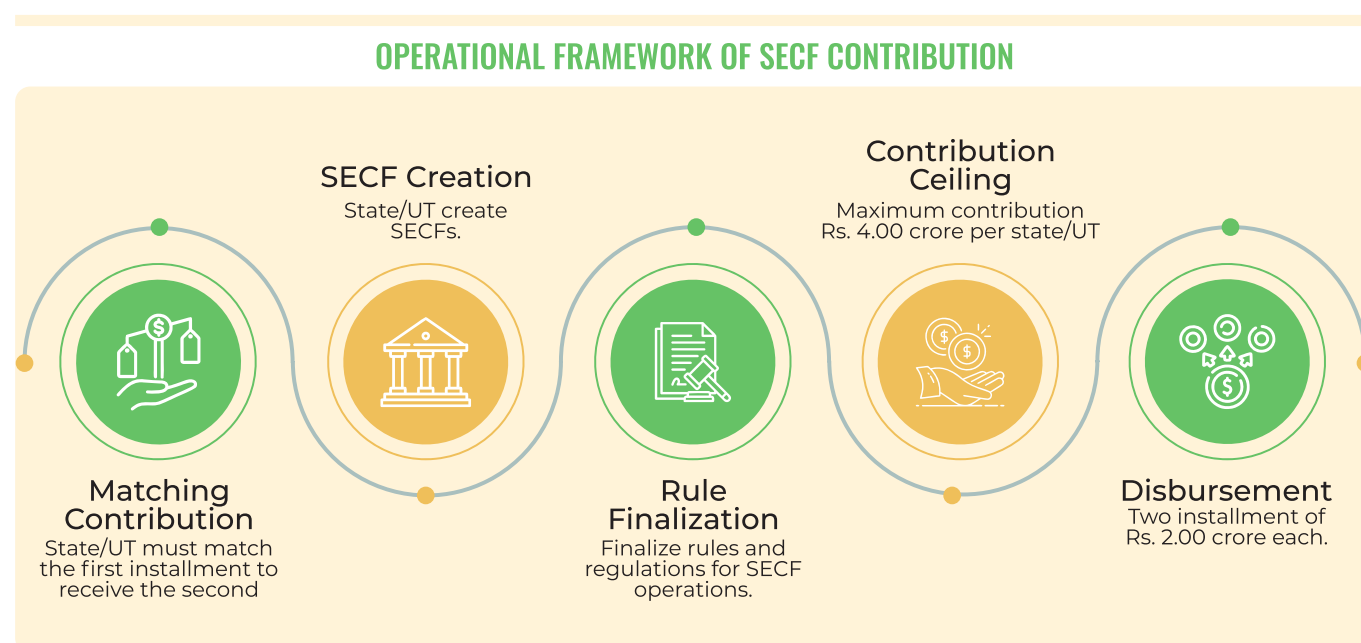 OPERATIONAL FRAMEWORK OF SECF CONTRIBUTION
Matching
Contribution
State/UT must match
the first installment to
receive the second
SECF Creation
State/UT create
SECFs.
Rule
Finalization
Finalize rules and
regulations for SECF
operations.
Contribution
Ceiling
Maximum contribution
Rs. 4.00 crore per state/UT
Disbursement
Two installment of
Rs. 2.00 crore each.